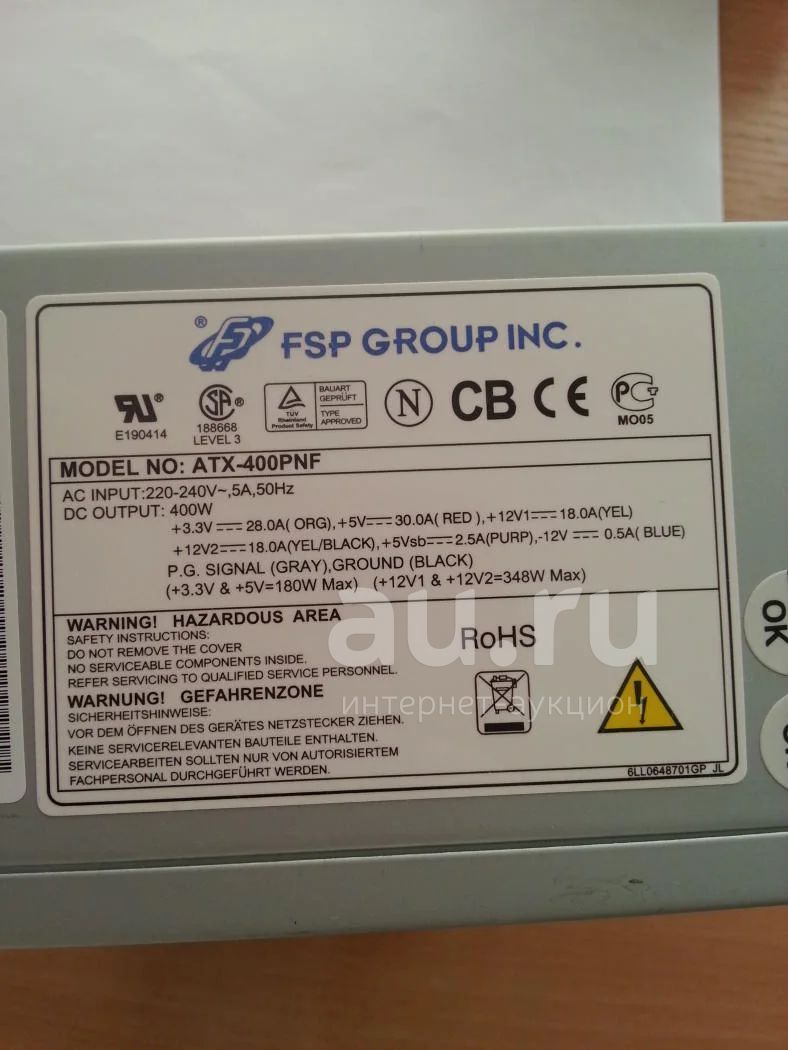 ® FSP GROUP INC.
E190414
188668
LEVEL 3
TÜV
Rheinland
Product Safety
BAUART
GEPRÜFT
TYPE
APPROVED
N
CB CE
MO05
MODEL NO: ATX-400PNF
AC INPUT:220-240V~,5A,50Hz
DC OUTPUT: 400W
+3.3V ⎓ 28.0A( ORG),+5V⎓30.0A( RED ),+12V1⎓18.0A(YEL)
+12V2⎓18.0A(YEL/BLACK),+5Vsb⎓2.5A(PURP),-12V ⎓ 0.5A( BLUE)
P.G. SIGNAL (GRAY),GROUND (BLACK)
(+3.3V & +5V=180W Max) (+12V1 & +12V2=348W Max)
WARNING! HAZARDOUS AREA
SAFETY INSTRUCTIONS:
DO NOT REMOVE THE COVER
NO SERVICEABLE COMPONENTS INSIDE.
REFER SERVICING TO QUALIFIED SERVICE PERSONNEL.
WARNUNG! GEFAHRENZONE
SICHERHEITSHINWEISE:
VOR DEM ÖFFNEN DES GERÄTES NETZSTECKER ZIEHEN.
KEINE SERVICERELEVANTEN BAUTEILE ENTHALTEN.
SERVICEARBEITEN SOLLTEN NUR VON AUTORISIERTEM
FACHPERSONAL DURCHGEFÜHRT WERDEN.
RoHS
6LL0648701GP JL
OK
au.ru
интернет-аукцион